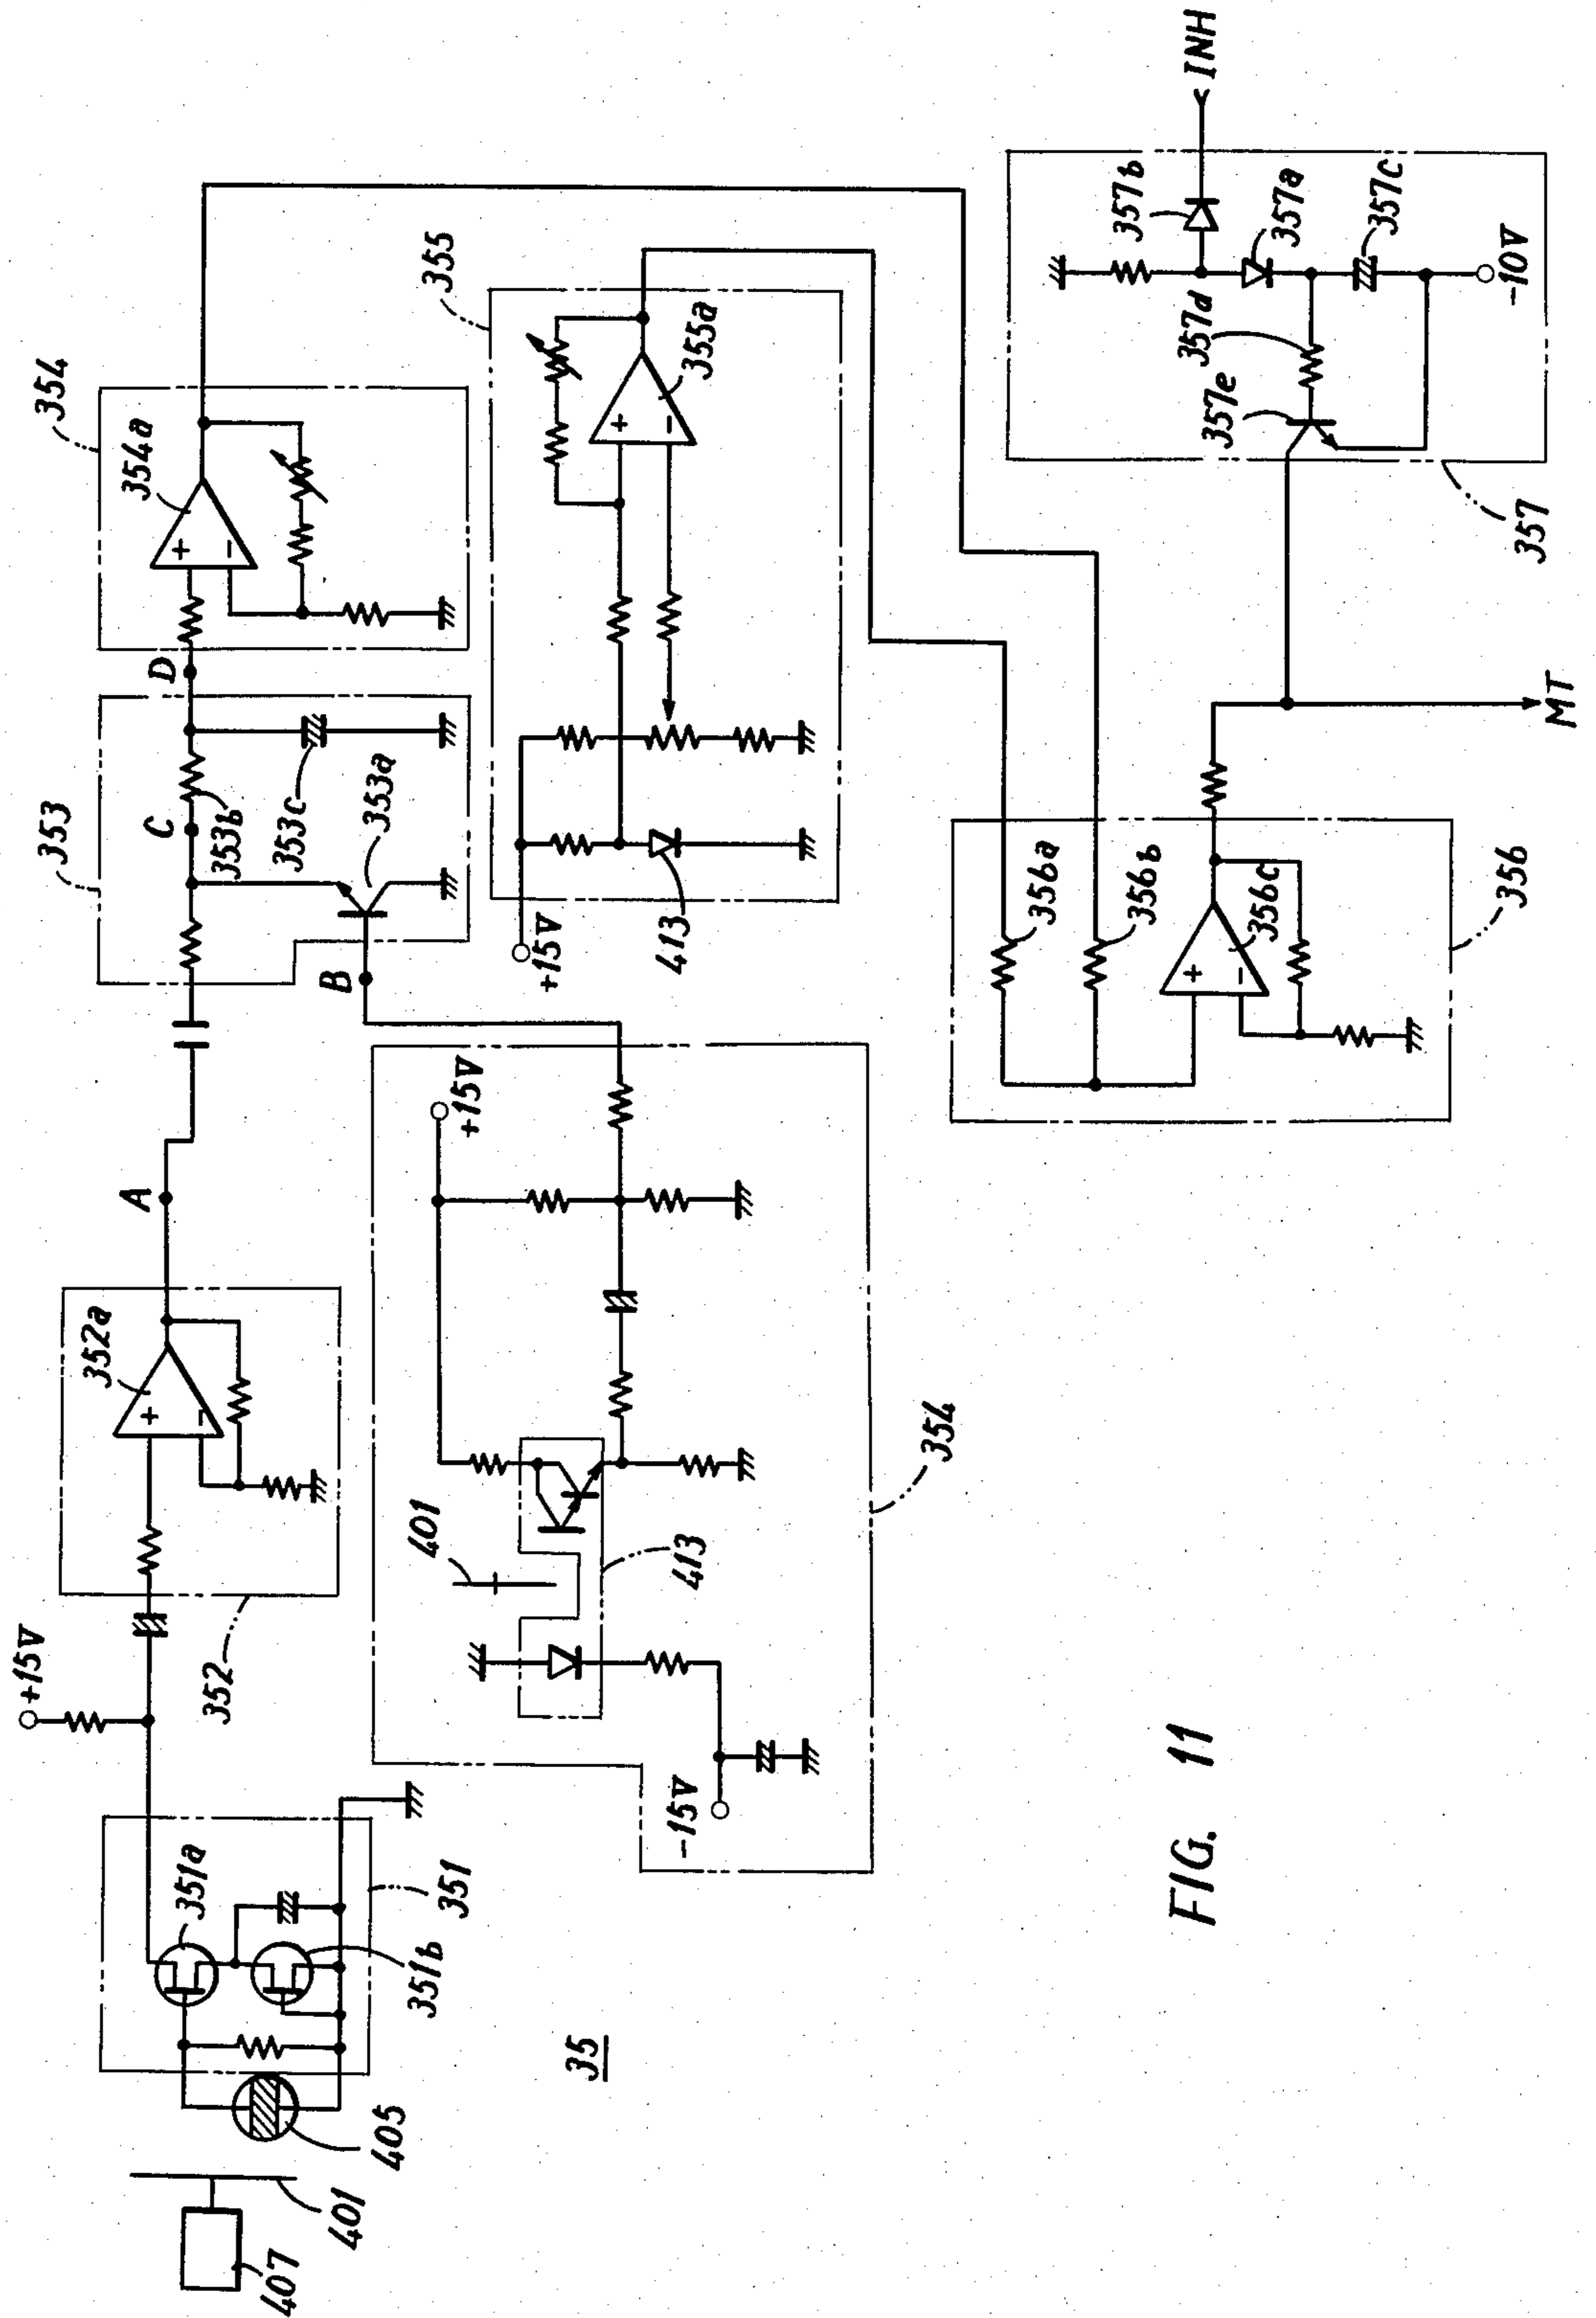 407
401
405
351a
351b
351
+15V
352
352a
A
353
C
353b
353c
353a
B
D
354
354a
355
355a
+15V
413
+15V
401
413
-15V
354
356a
356b
356c
356
MT
357
357e
357d
357b
357a
357c
-10V
INH
35
FIG. 11
+
-
+
-
+
-
+
-